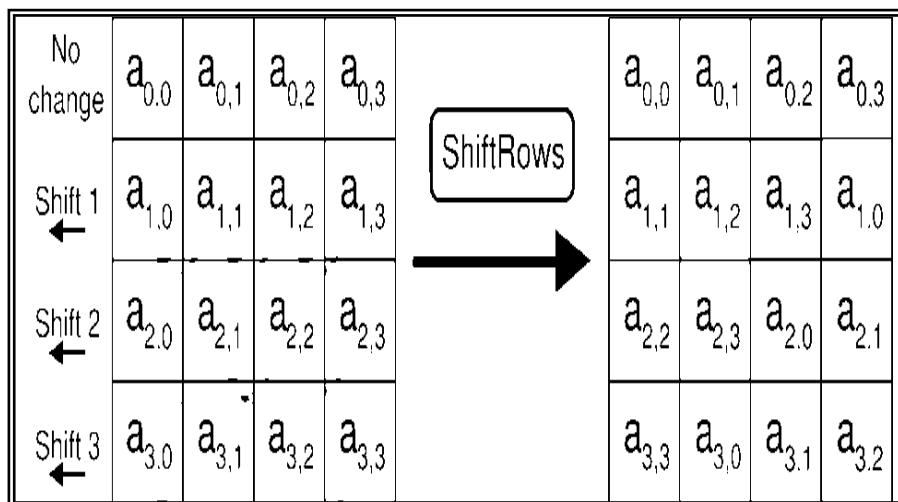 No change a0.0 a0,1 a0,2 a0,3 a0,0 a0,1 a0.2 a0.3
ShiftRows
Shift 1 a1.0 a1,1 a1,2 a1,3 a1,1 a1,2 a1,3 a1.0
Shift 2 a2.0 a2,1 a2,2 a2,3 a2,2 a2,3 a2.0 a2.1
Shift 3 a3.0 a3,1 a3,2 a3,3 a3,3 a3,0 a3.1 a3.2